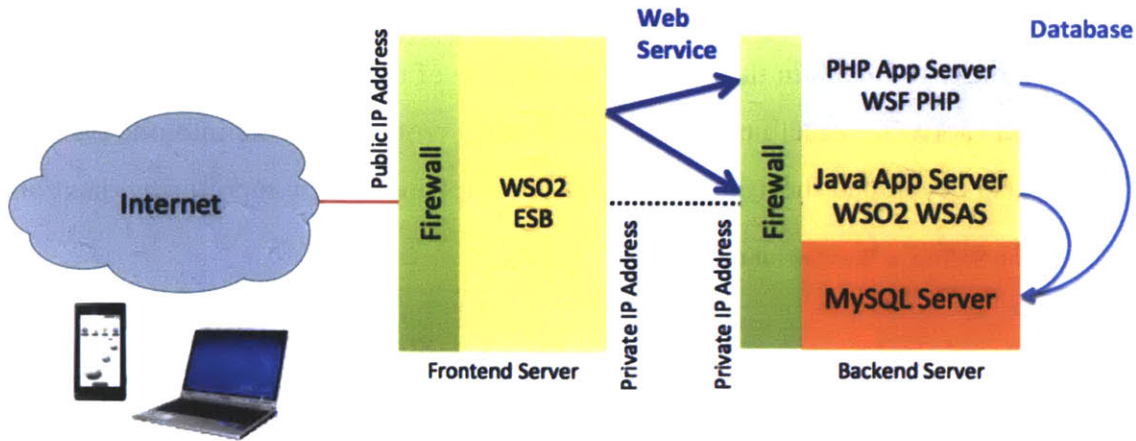 Internet
Public IP Address
Firewall
WSO2
ESB
Frontend Server
Web
Service
Private IP Address
Private IP Address
Firewall
PHP App Server
WSF PHP
Java App Server
WSO2 WSAS
MySQL Server
Backend Server
Database